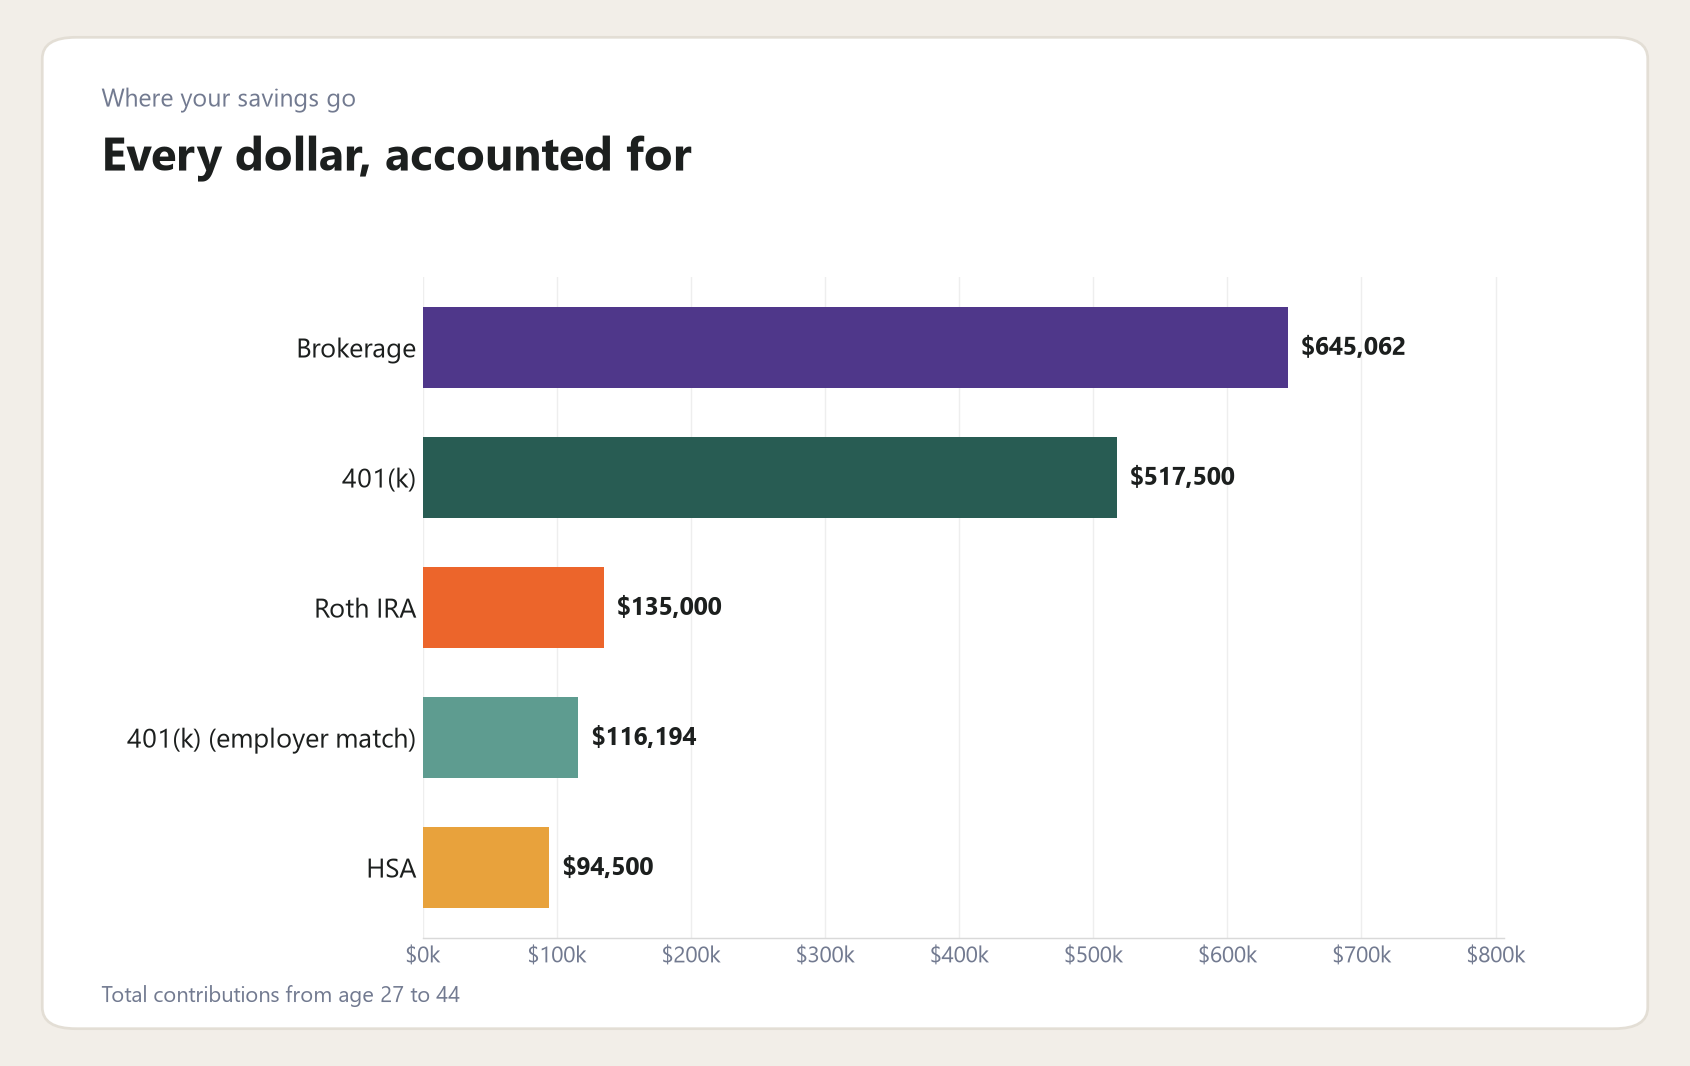 Where your savings go
Every dollar, accounted for
Brokerage $645,062
401(k) $517,500
Roth IRA $135,000
401(k) (employer match) $116,194
HSA $94,500
$0k $100k $200k $300k $400k $500k $600k $700k $800k
Total contributions from age 27 to 44